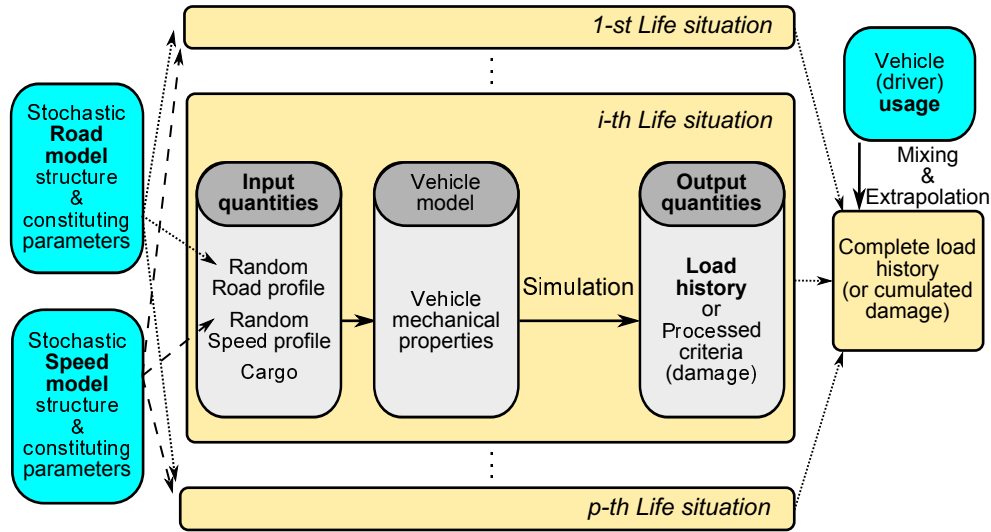 1-st Life situation
Stochastic
Road
model
structure
&
constituting
parameters
Stochastic
Speed
model
structure
&
constituting
parameters
i-th Life situation
Input
quantities
Random
Road profile
Random
Speed profile
Cargo
Vehicle
model
Vehicle
mechanical
properties
Simulation
Output
quantities
Load
history
or
Processed
criteria
(damage)
Vehicle
(driver)
usage
Mixing
&
Extrapolation
Complete load
history
(or cumulated
damage)
p-th Life situation